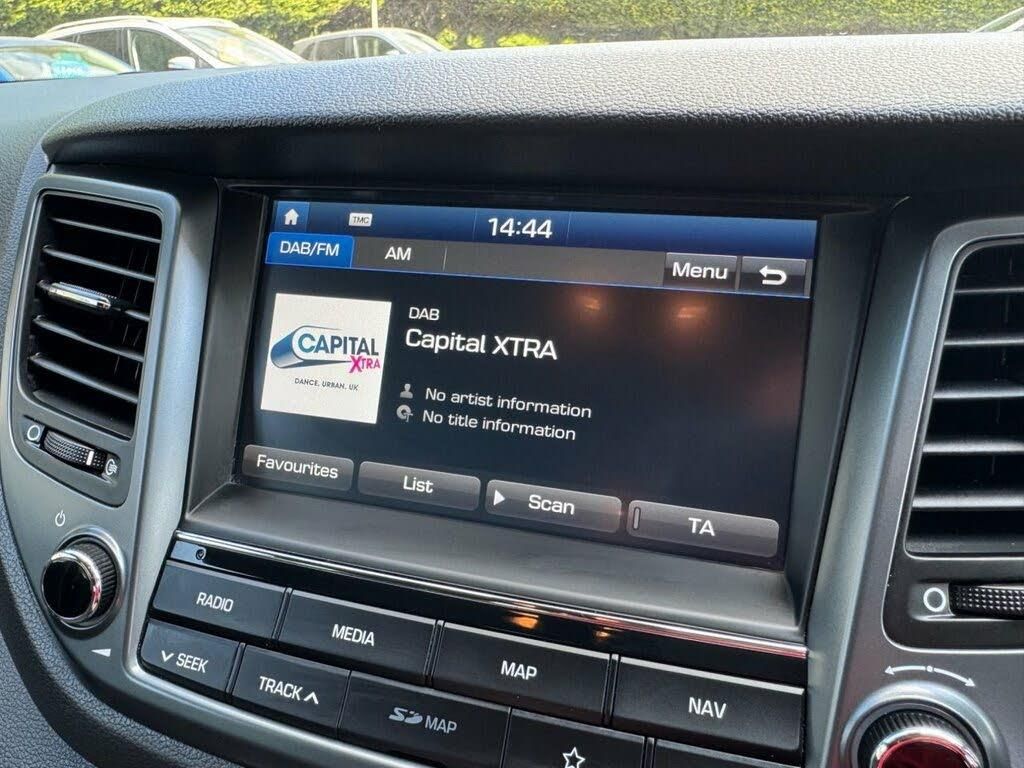 TMC
14:44
DAB/FM
AM
Menu
DAB
Capital XTRA
CAPITAL
XTRA
DANCE. URBAN. UK
No artist information
No title information
Favourites
List
Scan
TA
RADIO
MEDIA
MAP
NAV
SEEK
TRACK
SD MAP